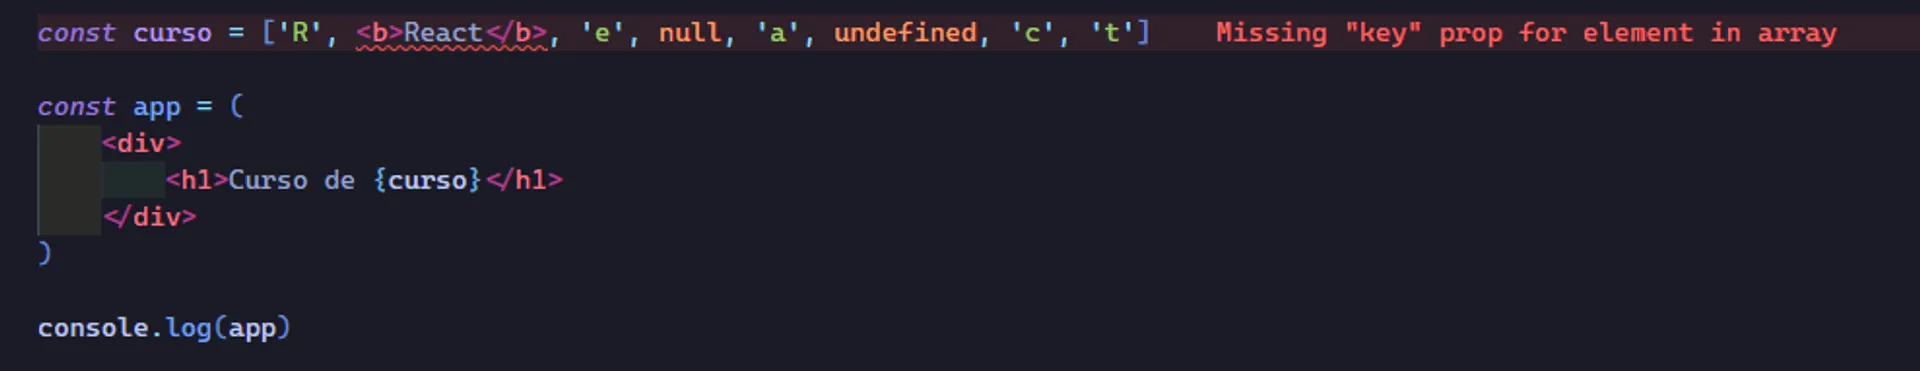 const curso = ['R', <b>React</b>, 'e', null, 'a', undefined, 'c', 't']    Missing "key" prop for element in array
const app = (
    <div>
        <h1>Curso de {curso}</h1>
    </div>
)
console.log(app)